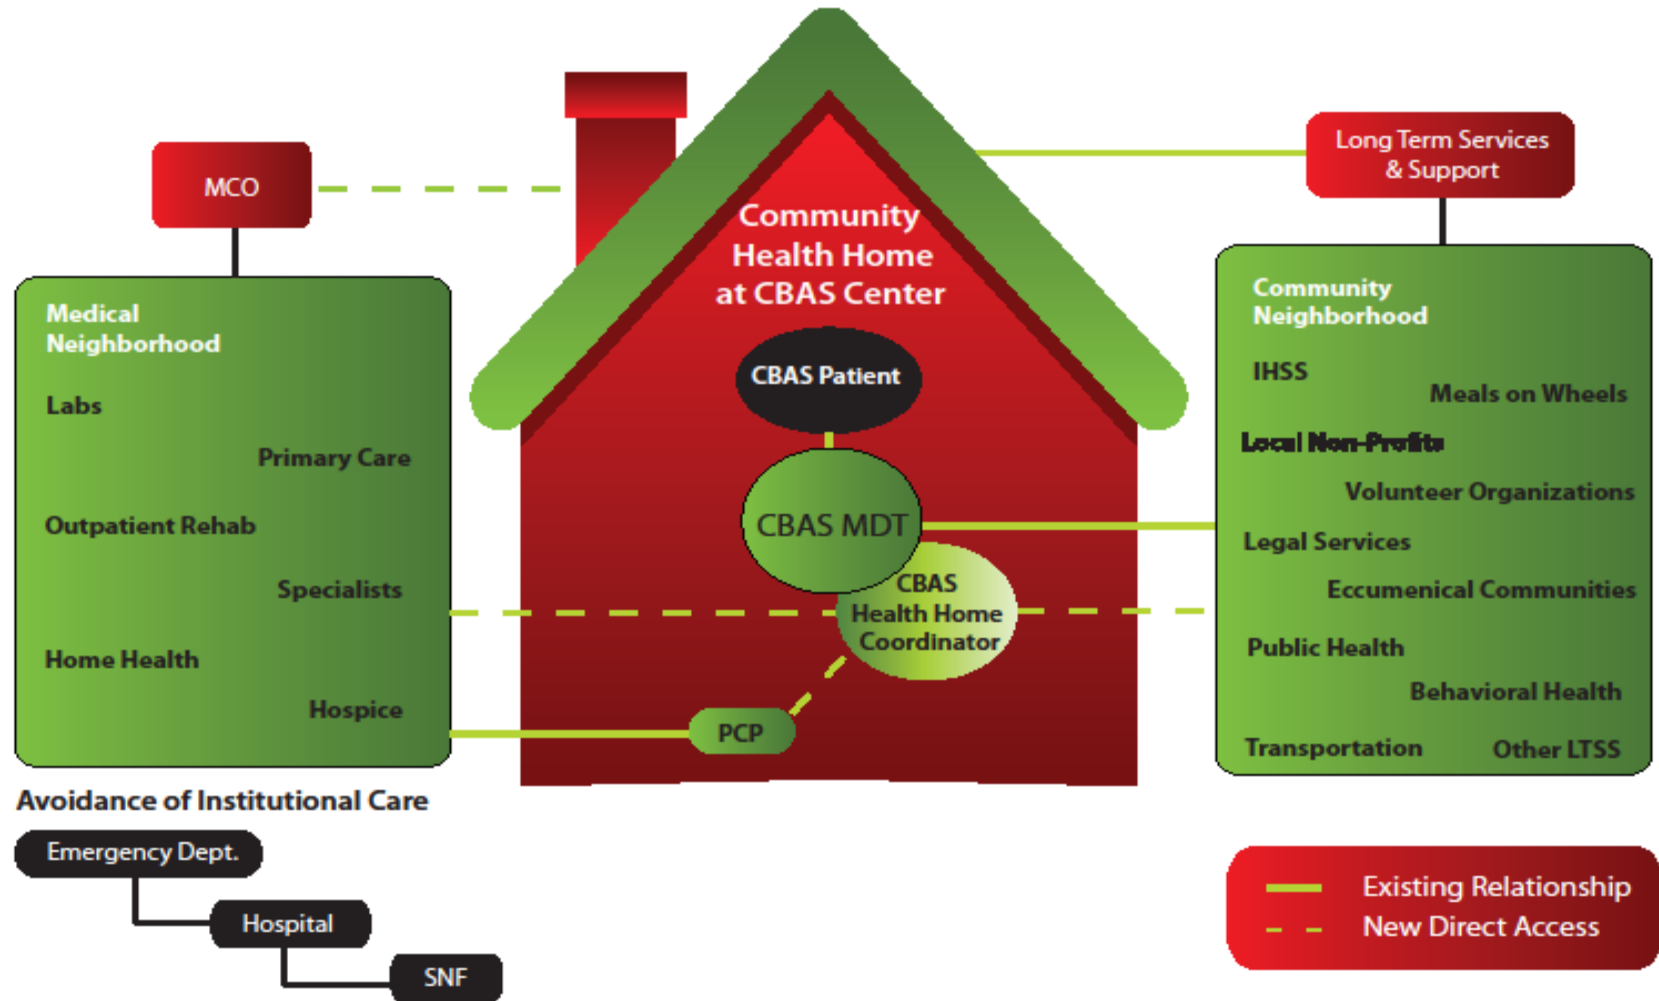 MCO
Medical
Neighborhood
Labs
Primary Care
Outpatient Rehab
Specialists
Home Health
Hospice
Avoidance of Institutional Care
Emergency Dept.
Hospital
SNF
Community
Health Home
at CBAS Center
CBAS Patient
CBAS MDT
CBAS
Health Home
Coordinator
PCP
Long Term Services
& Support
Community
Neighborhood
IHSS
Meals on Wheels
Local Non-Profits
Volunteer Organizations
Legal Services
Eccumenical Communities
Public Health
Behavioral Health
Transportation
Other LTSS
Existing Relationship
New Direct Access